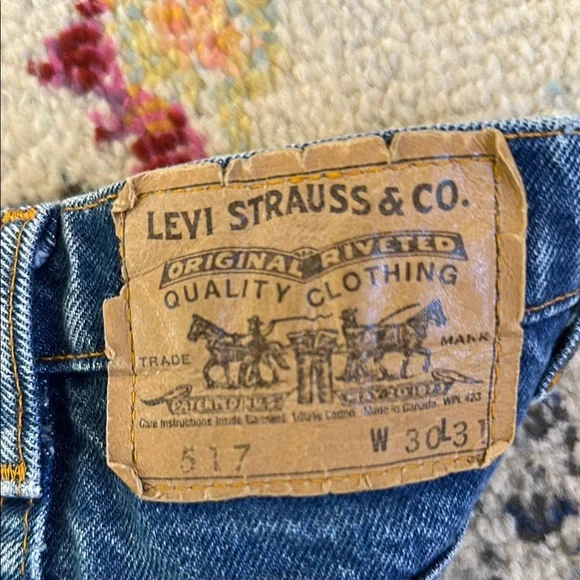 LEVI STRAUSS & CO.
ORIGINAL RIVETED
QUALITY CLOTHING
TRADE MARK
Care Instructions Inside Garment 100% Cotton Made in Canada WPL 423
517 W 30 L 31